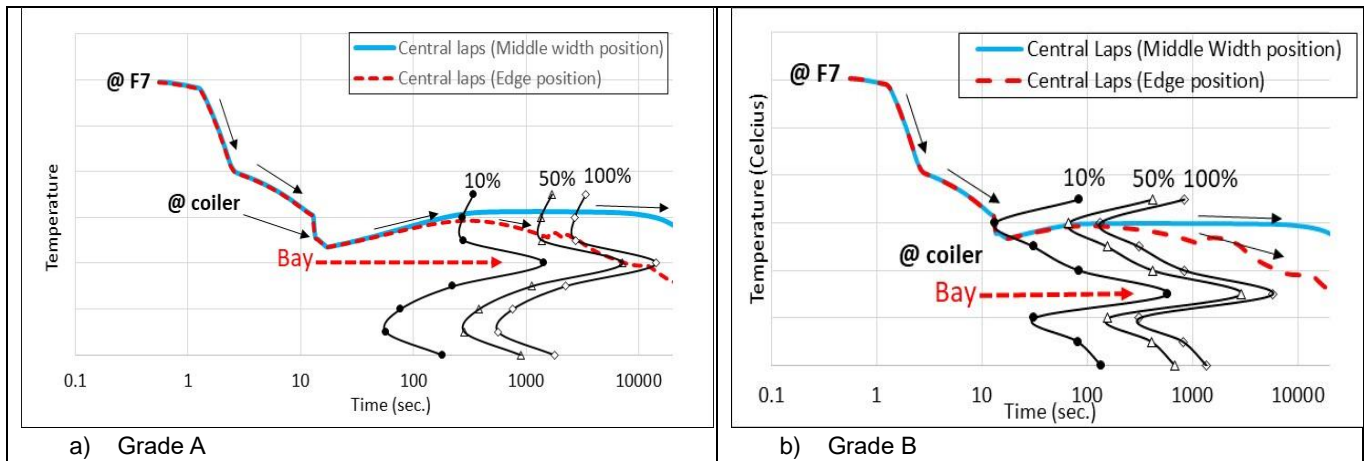 Central laps (Middle width position)
Central laps (Edge position)
@ F7
10%
50%
100%
@ coiler
Bay
Temperature
0.1
1
10
100
1000
10000
Time (sec.)
a) Grade A
Central Laps (Middle Width position)
Central Laps (Edge position)
@ F7
10%
50%
100%
@ coiler
Bay
Temperature (Celcius)
0.1
1
10
100
1000
10000
Time (sec.)
b) Grade B